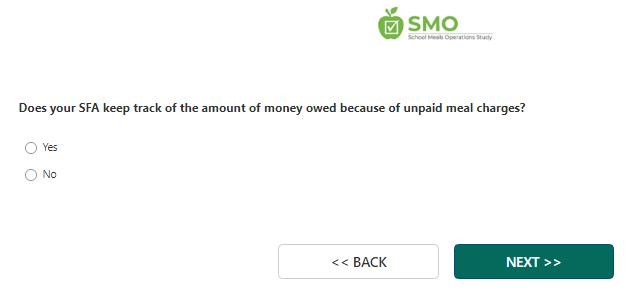 SMO
School Meals Operations Study
Does your SFA keep track of the amount of money owed because of unpaid meal charges?
Yes
No
<< BACK
NEXT >>